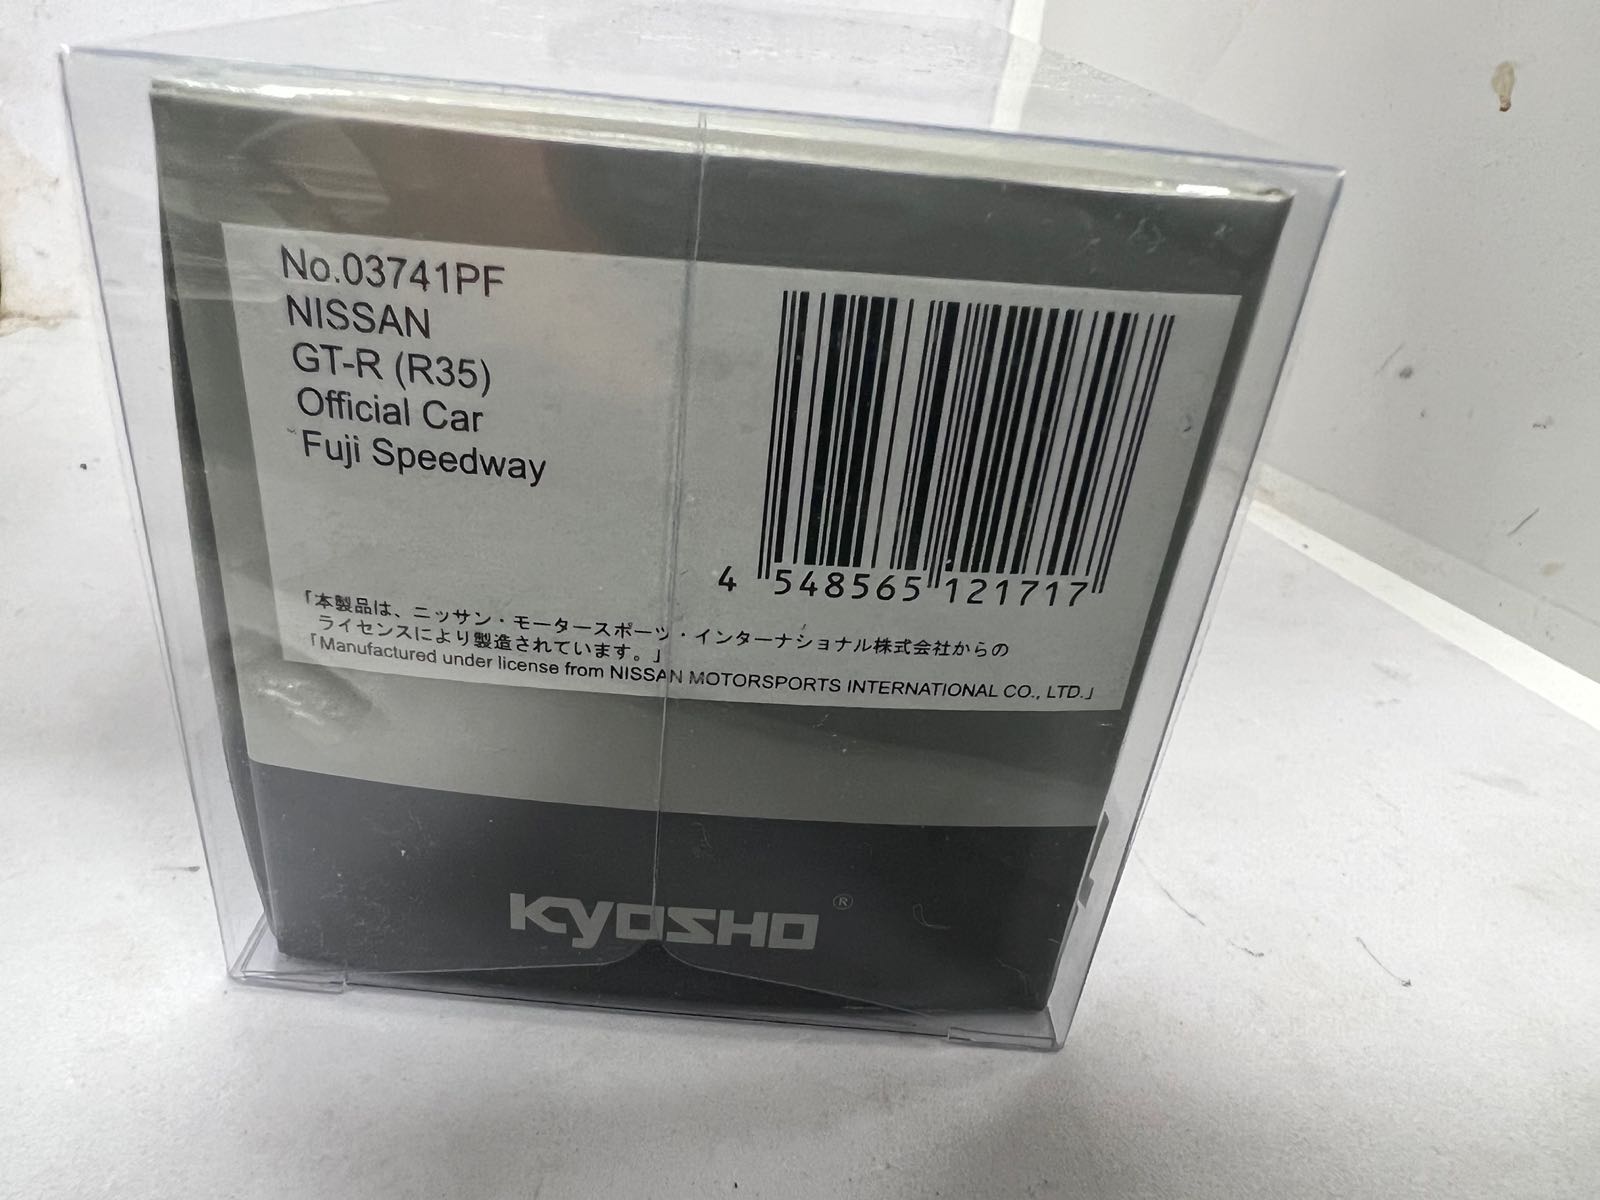 No.03741PF
NISSAN
GT-R (R35)
Official Car
Fuji Speedway
4 548565 121717
「本製品は、ニッサン・モータースポーツ・インターナショナル株式会社からの
ライセンスにより製造されています。」
「Manufactured under license from NISSAN MOTORSPORTS INTERNATIONAL CO., LTD.」
KYOSHO ®